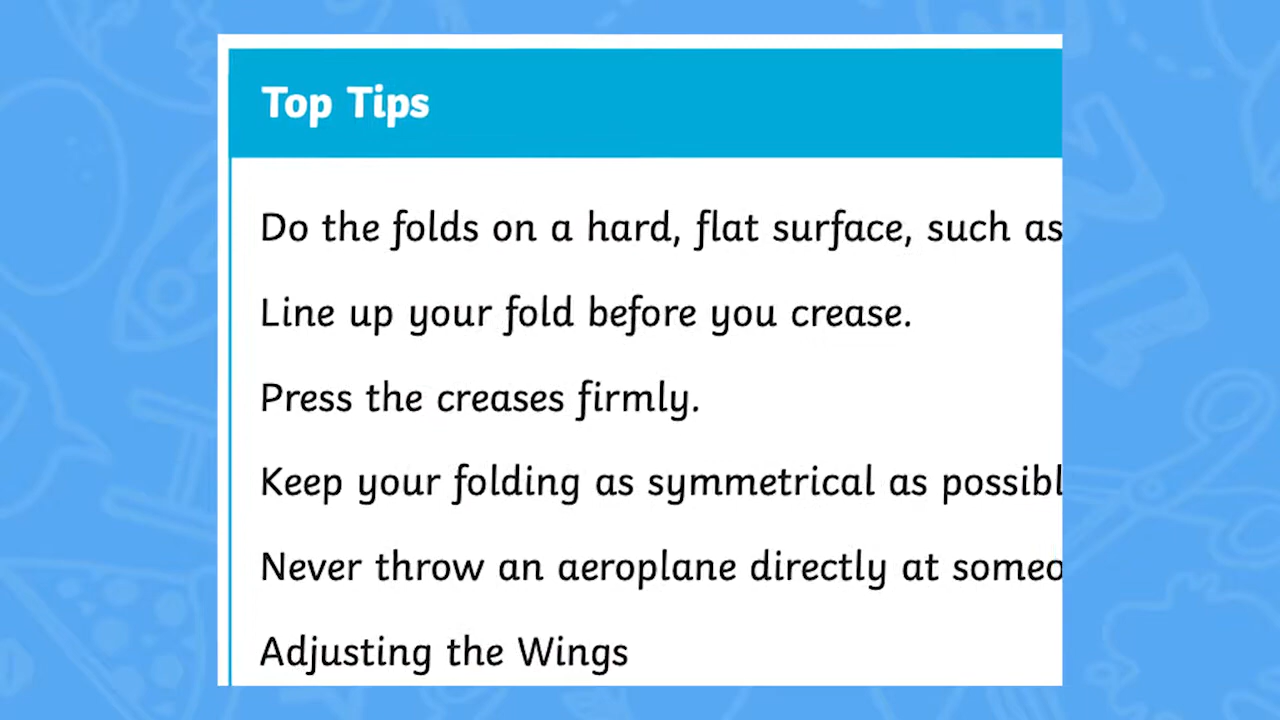 Top Tips
Do the folds on a hard, flat surface, such as
Line up your fold before you crease.
Press the creases firmly.
Keep your folding as symmetrical as possibl
Never throw an aeroplane directly at someo
Adjusting the Wings